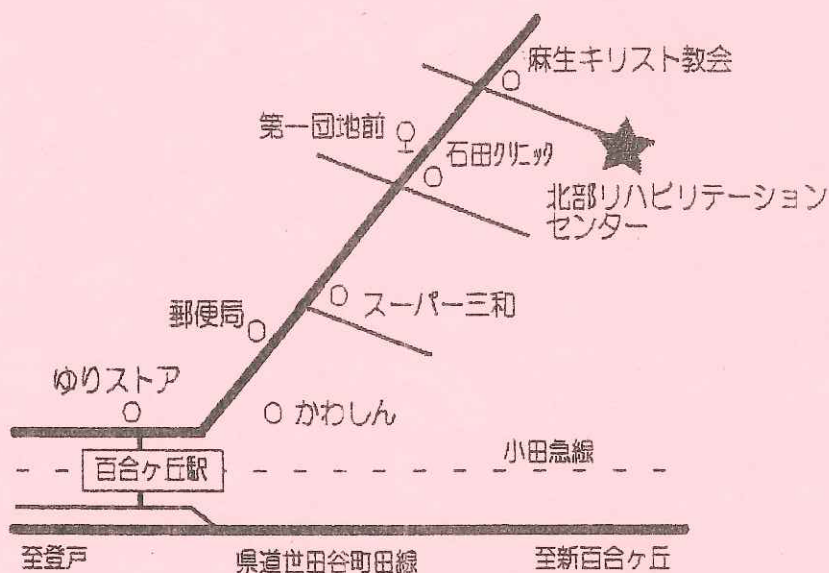 麻生キリスト教会
第一団地前
石田クリニック
北部リハビリテーション
センター
スーパー三和
郵便局
ゆりストア
かわしん
小田急線
百合ヶ丘駅
至登戸
県道世田谷町田線
至新百合ヶ丘